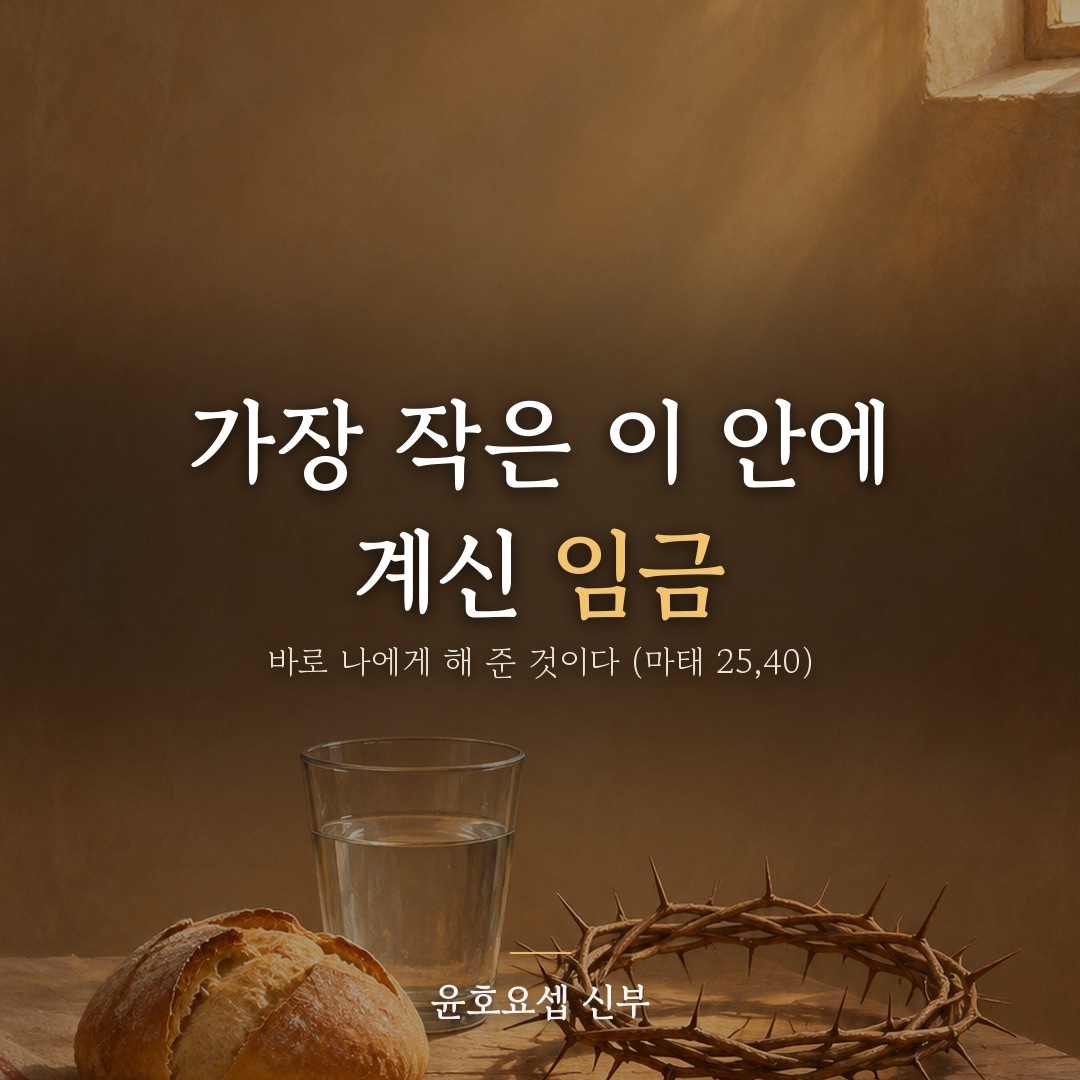 가장 작은 이 안에
계신 임금
바로 나에게 해 준 것이다 (마태 25,40)
윤호요셉 신부